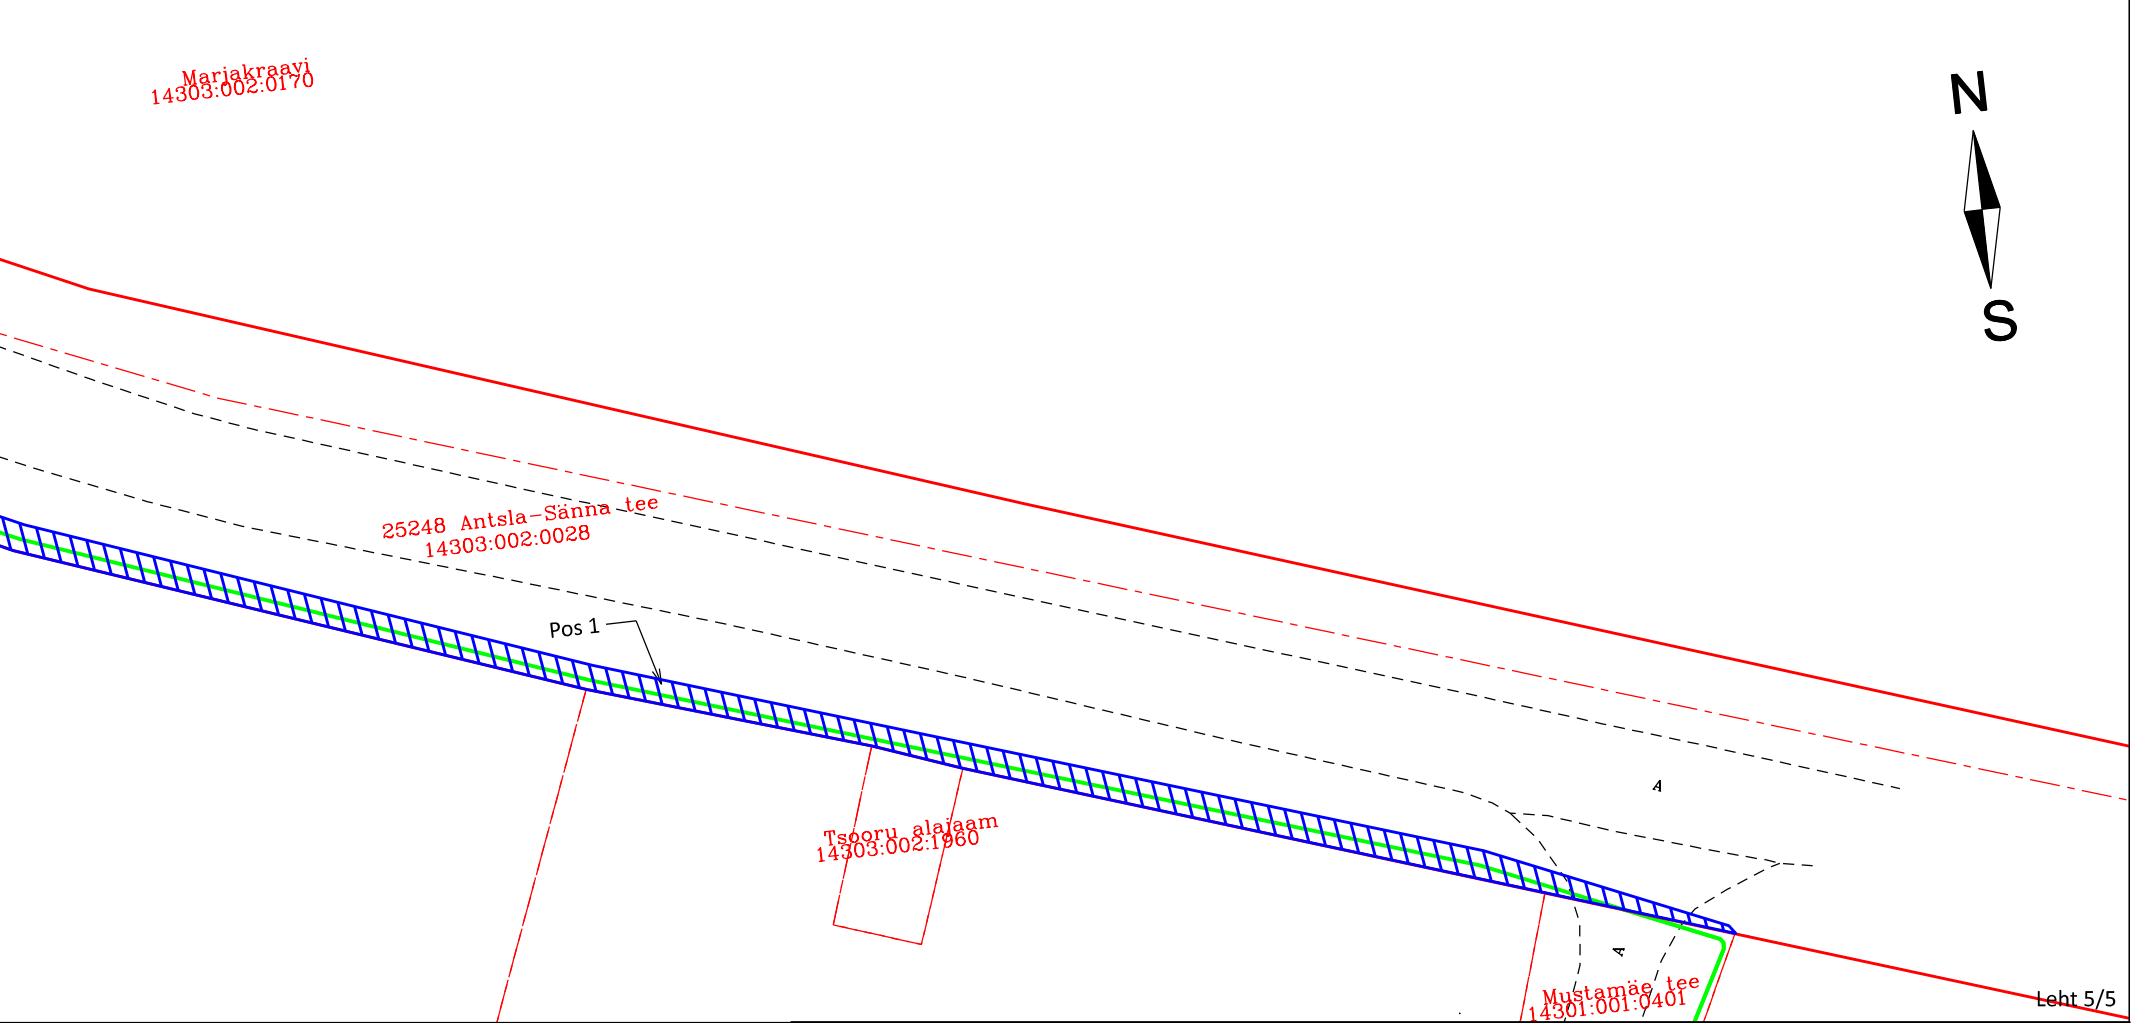 Marjakraavi
14303:002:0170
N
S
25248 Antsla-Sänna tee
14303:002:0028
Pos 1
A
Tsooru alajaam
14303:002:1960
A
Mustamäe tee
14301:001:0401
Leht 5/5